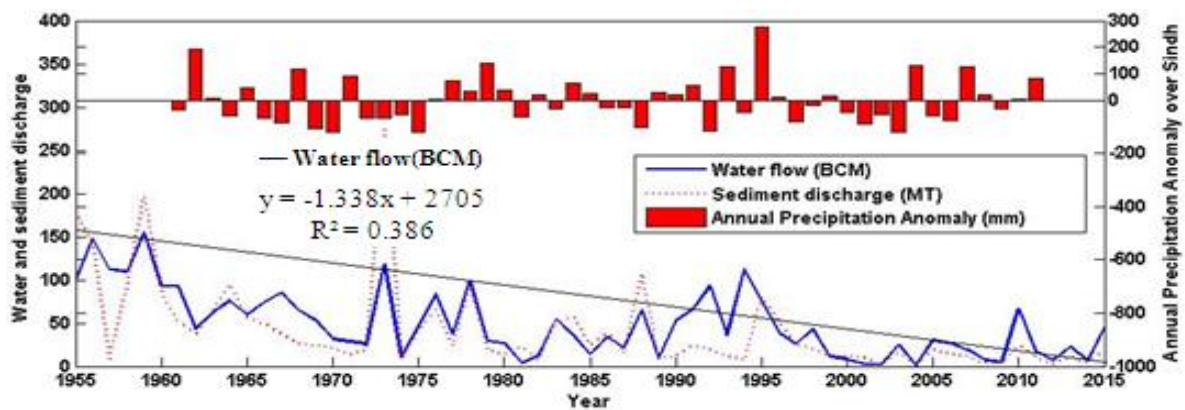 400
350
300
250
200
150
100
50
0
Water and sediment discharge
300
200
100
0
-200
-400
-600
-800
-1000
Annual Precipitation Anomaly over Sindh
Water flow(BCM)
y = -1.338x + 2705
R² = 0.386
Water flow (BCM)
Sediment discharge (MT)
Annual Precipitation Anomaly (mm)
1955 1960 1965 1970 1975 1980 1985 1990 1995 2000 2005 2010 2015
Year